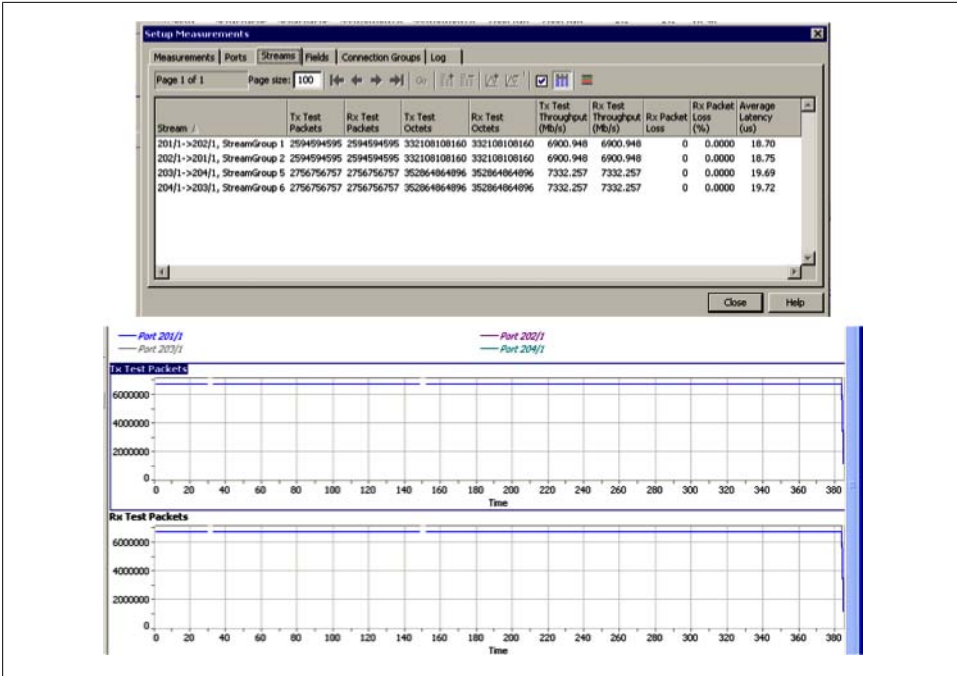 Setup Measurements
Measurements Ports Streams Fields Connection Groups Log
Page 1 of 1 Page size: 100 Go
Stream / Tx Test Packets Rx Test Packets Tx Test Octets Rx Test Octets Tx Test Throughput (Mb/s) Rx Test Throughput (Mb/s) Rx Packet Loss Rx Packet Loss (%) Average Latency (us)
201/1->202/1, StreamGroup 1 2594594595 2594594595 332108108160 332108108160 6900.948 6900.948 0 0.0000 18.70
202/1->201/1, StreamGroup 2 2594594595 2594594595 332108108160 332108108160 6900.948 6900.948 0 0.0000 18.75
203/1->204/1, StreamGroup 5 2756756757 2756756757 352864864896 352864864896 7332.257 7332.257 0 0.0000 19.69
204/1->203/1, StreamGroup 6 2756756757 2756756757 352864864896 352864864896 7332.257 7332.257 0 0.0000 19.72
Close Help
Port 201/1 Port 202/1
Port 203/1 Port 204/1
Tx Test Packets
6000000
4000000
2000000
0
0 20 40 60 80 100 120 140 160 180 200 220 240 260 280 300 320 340 360 380
Time
Rx Test Packets
6000000
4000000
2000000
0
0 20 40 60 80 100 120 140 160 180 200 220 240 260 280 300 320 340 360 380
Time